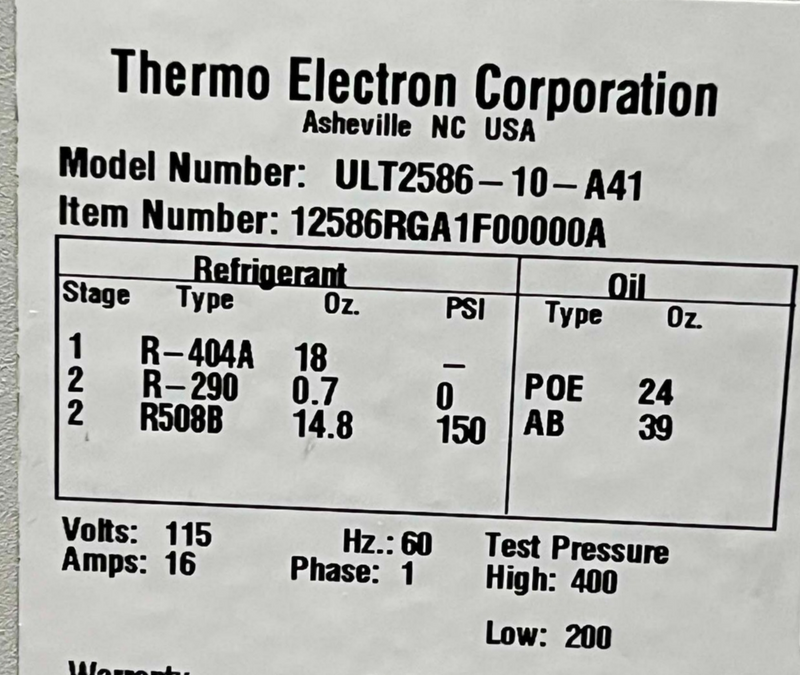 Thermo Electron Corporation
Asheville NC USA
Model Number: ULT2586-10-A41
Item Number: 12586RGA1F00000A
Refrigerant Oil
Stage Type Oz. PSI Type Oz.
1 R-404A 18 –
2 R-290 0.7 0 POE 24
2 R508B 14.8 150 AB 39
Volts: 115 Hz.: 60 Test Pressure
Amps: 16 Phase: 1 High: 400
Low: 200
Warranty